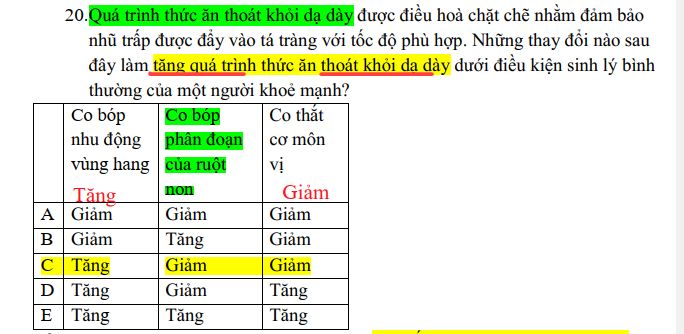 20.Quá trình thức ăn thoát khỏi dạ dày được điều hoà chặt chẽ nhằm đảm bảo
nhũ trấp được đẩy vào tá tràng với tốc độ phù hợp. Những thay đổi nào sau
đây làm tăng quá trình thức ăn thoát khỏi dạ dày dưới điều kiện sinh lý bình
thường của một người khoẻ mạnh?
Co bóp Co bóp Co thắt
nhu động phân đoạn cơ môn
vùng hang của ruột vị
Tăng non Giảm
A Giảm Giảm Giảm
B Giảm Tăng Giảm
C Tăng Giảm Giảm
D Tăng Giảm Tăng
E Tăng Tăng Tăng